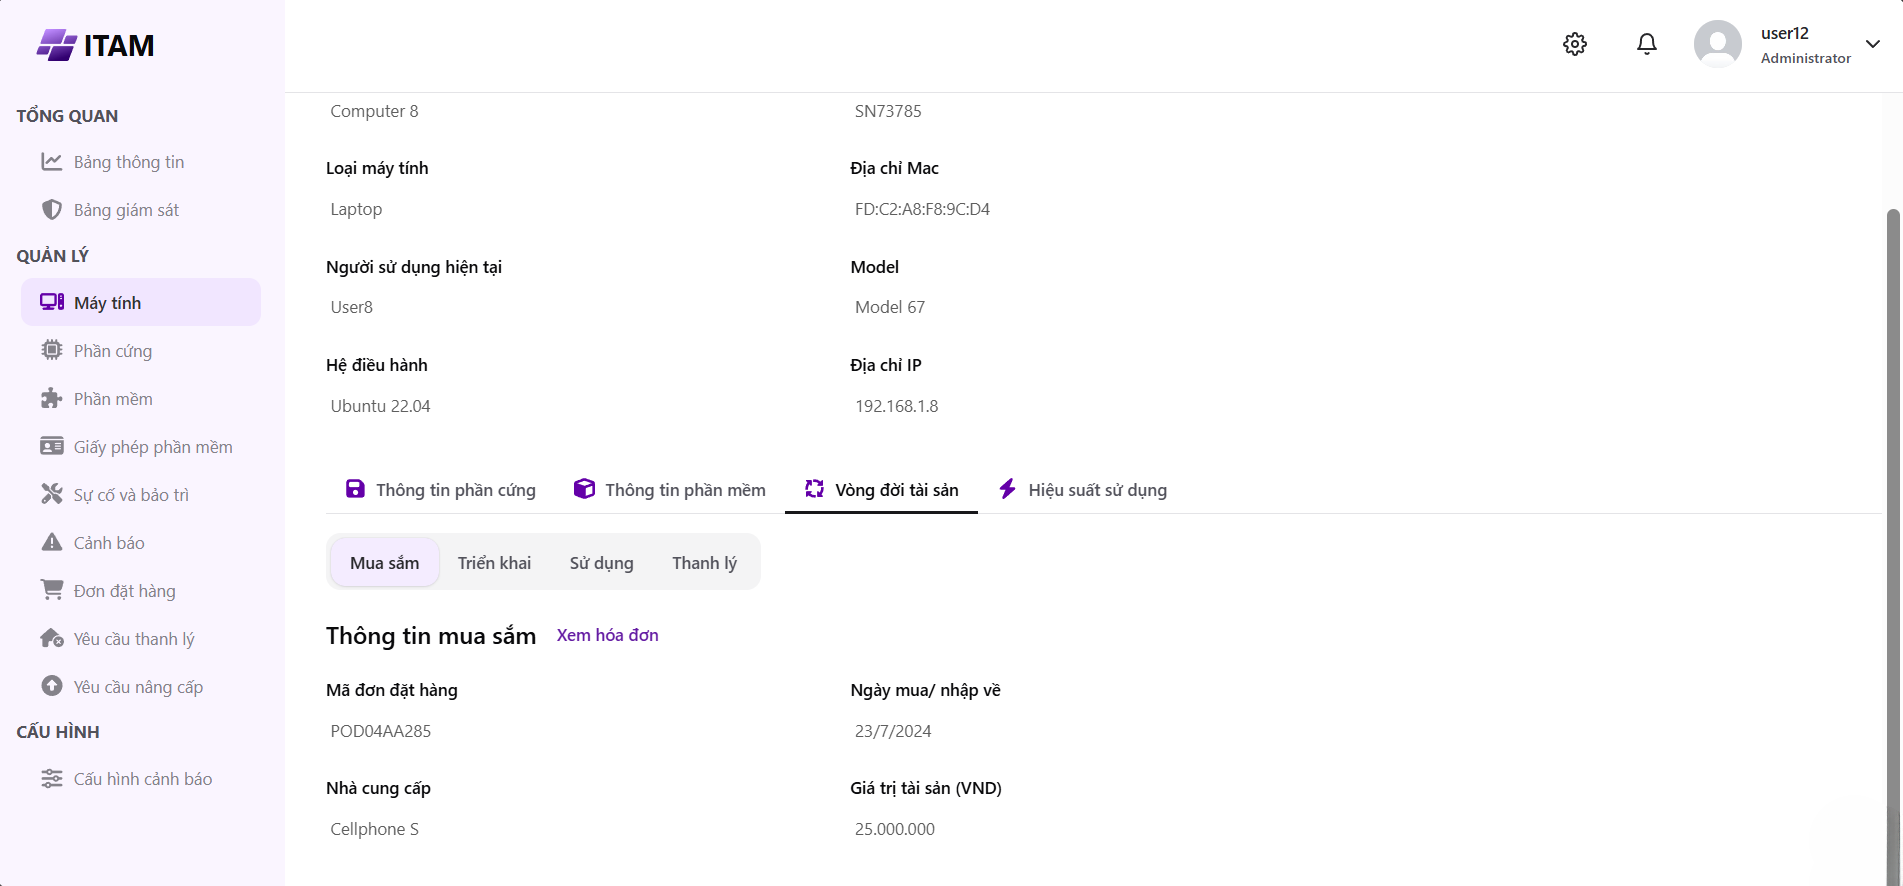 ITAM
user12
Administrator
TỔNG QUAN
Bảng thông tin
Bảng giám sát
QUẢN LÝ
Máy tính
Phần cứng
Phần mềm
Giấy phép phần mềm
Sự cố và bảo trì
Cảnh báo
Đơn đặt hàng
Yêu cầu thanh lý
Yêu cầu nâng cấp
CẤU HÌNH
Cấu hình cảnh báo
Computer 8
SN73785
Loại máy tính
Địa chỉ Mac
Laptop
FD:C2:A8:F8:9C:D4
Người sử dụng hiện tại
Model
User8
Model 67
Hệ điều hành
Địa chỉ IP
Ubuntu 22.04
192.168.1.8
Thông tin phần cứng
Thông tin phần mềm
Vòng đời tài sản
Hiệu suất sử dụng
Mua sắm
Triển khai
Sử dụng
Thanh lý
Thông tin mua sắm
Xem hóa đơn
Mã đơn đặt hàng
Ngày mua/ nhập về
POD04AA285
23/7/2024
Nhà cung cấp
Giá trị tài sản (VND)
Cellphone S
25.000.000